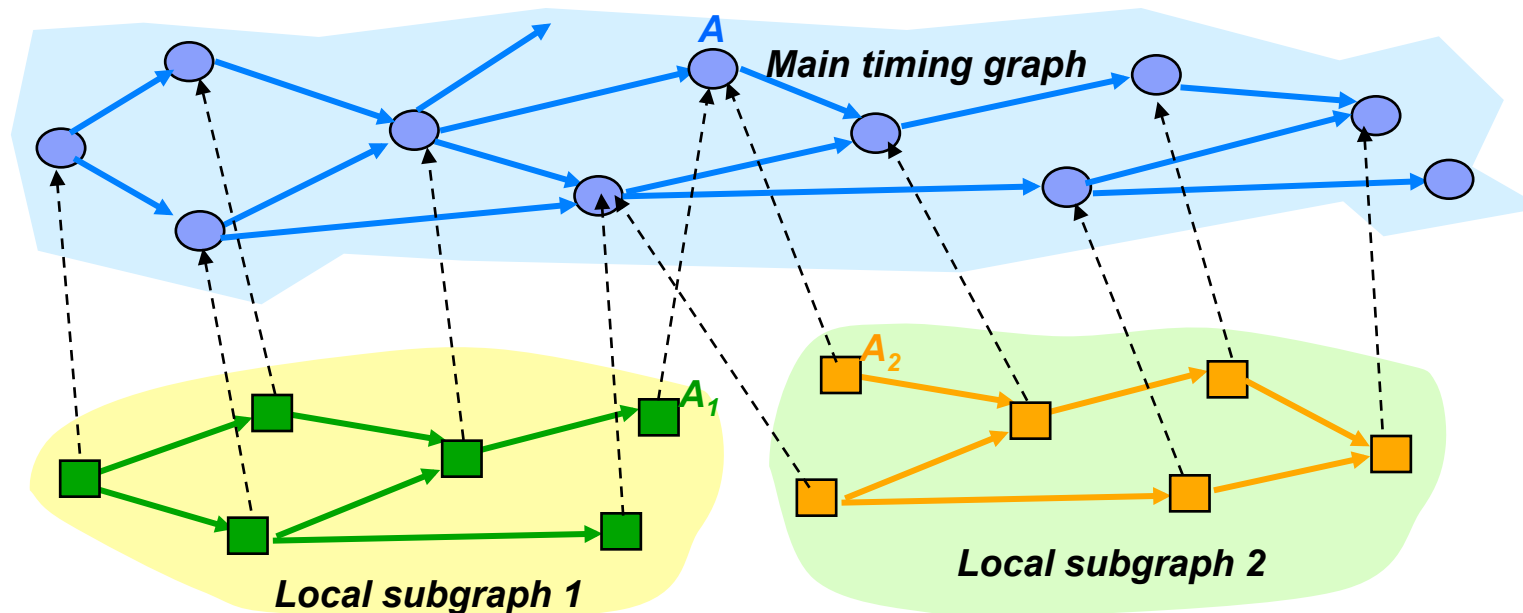 A
Main timing graph
A₁
A₂
Local subgraph 1
Local subgraph 2